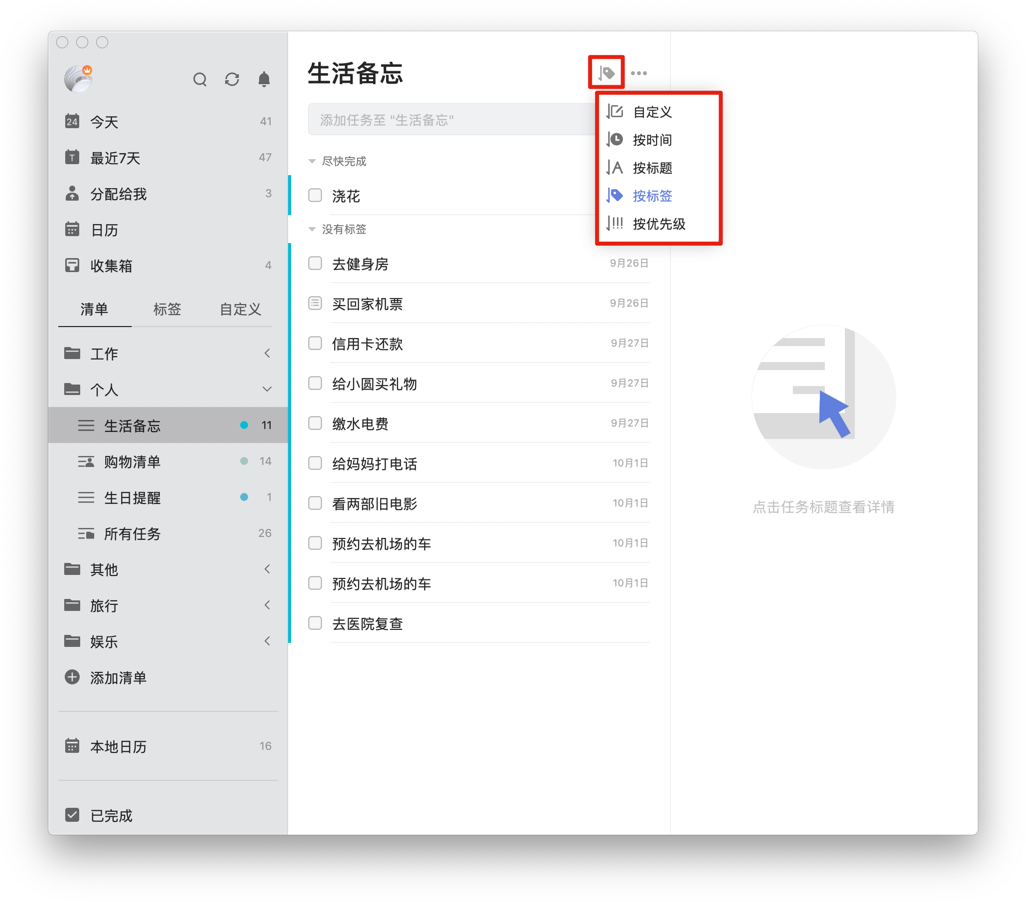 24 今天 41
T 最近7天 47
分配给我 3
日历
收集箱 4
清单 标签 自定义
工作
个人
生活备忘 11
购物清单 14
生日提醒 1
所有任务 26
其他
旅行
娱乐
添加清单
本地日历 16
已完成
生活备忘
添加任务至 "生活备忘"
尽快完成
浇花
没有标签
去健身房 9月26日
买回家机票 9月26日
信用卡还款 9月27日
给小圆买礼物 9月27日
缴水电费 9月27日
给妈妈打电话 10月1日
看两部旧电影 10月1日
预约去机场的车 10月1日
预约去机场的车 10月1日
去医院复查
自定义
按时间
A 按标题
按标签
!!! 按优先级
点击任务标题查看详情